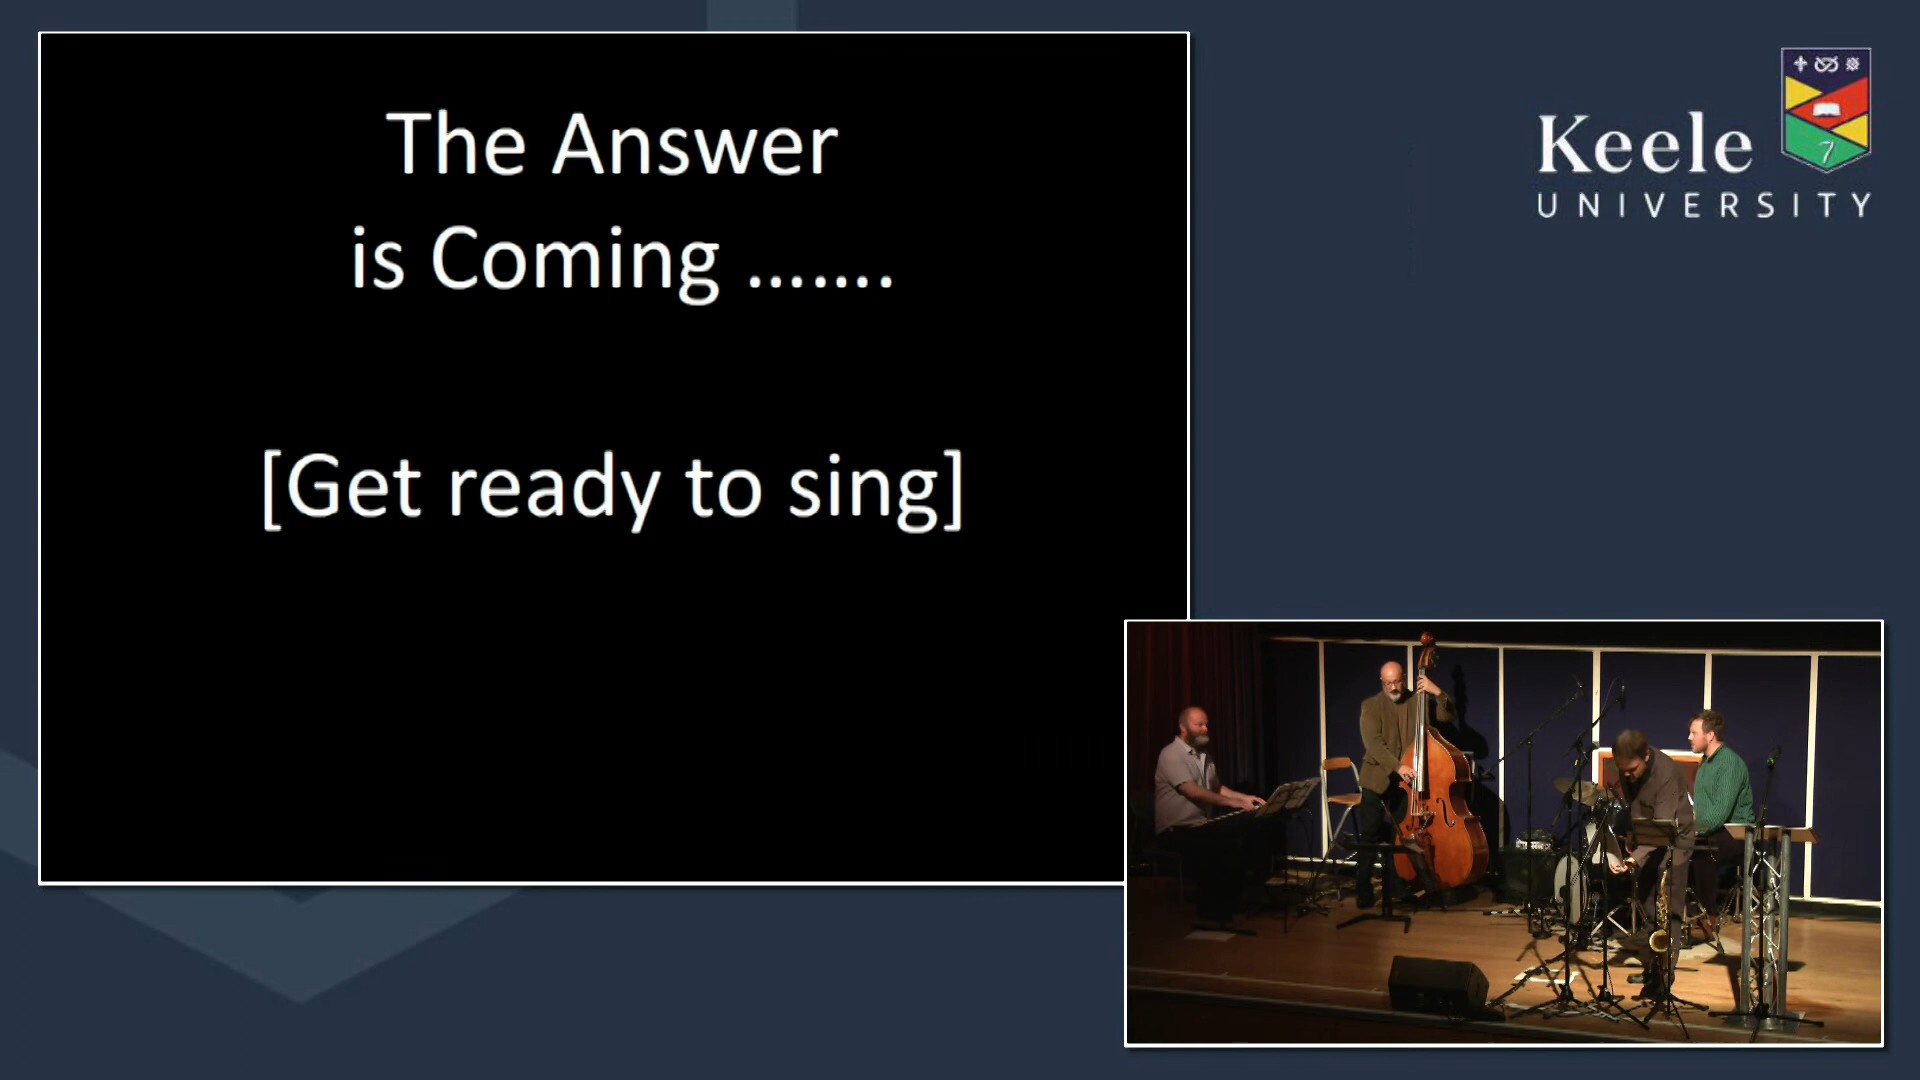 The Answer
is Coming .......
[Get ready to sing]
Keele
UNIVERSITY